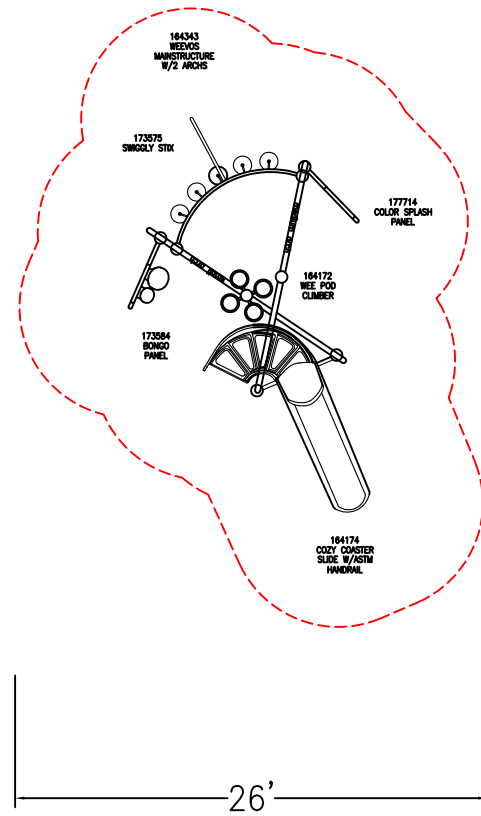 164343
WEEVOS
MAINSTRUCTURE
W/2 ARCHS
173575
SWIGGLY STIX
177714
COLOR SPLASH
PANEL
164172
WEE POD
CLIMBER
173584
BONGO
PANEL
164174
COZY COASTER
SLIDE W/ASTM
HANDRAIL
26'